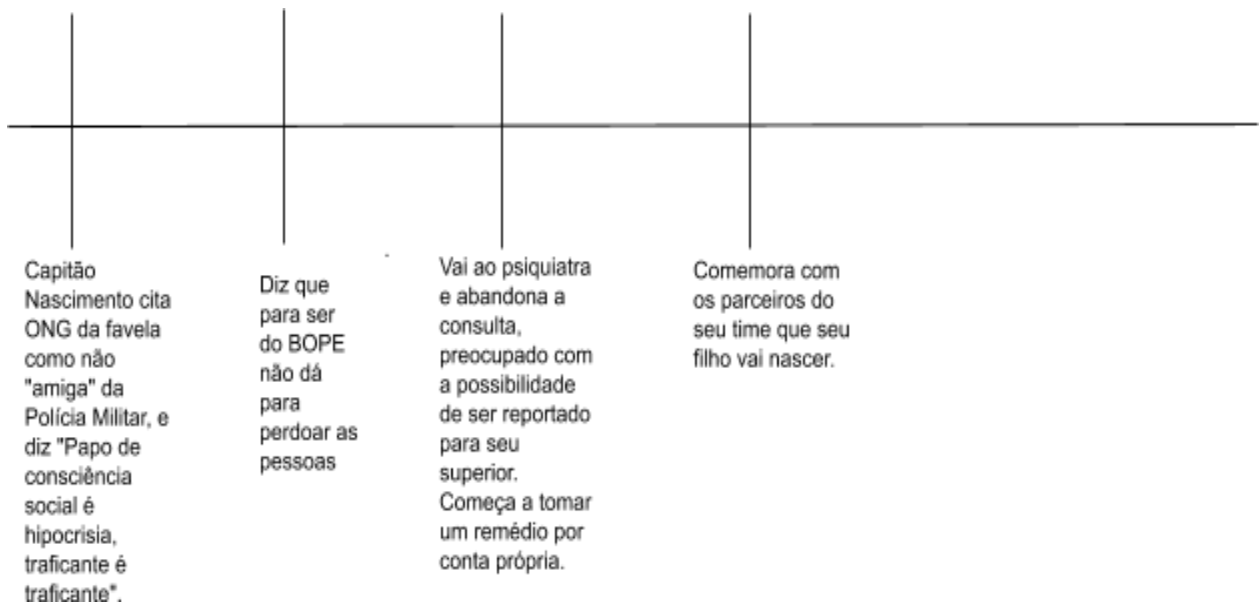 Capitão
Nascimento cita
ONG da favela
como não
"amiga" da
Polícia Militar, e
diz "Papo de
consciência
social é
hipocrisia,
traficante é
traficante".
Diz que
para ser
do BOPE
não dá
para
perdoar as
pessoas
Vai ao psiquiatra
e abandona a
consulta,
preocupado com
a possibilidade
de ser reportado
para seu
superior.
Começa a tomar
um remédio por
conta própria.
Comemora com
os parceiros do
seu time que seu
filho vai nascer.